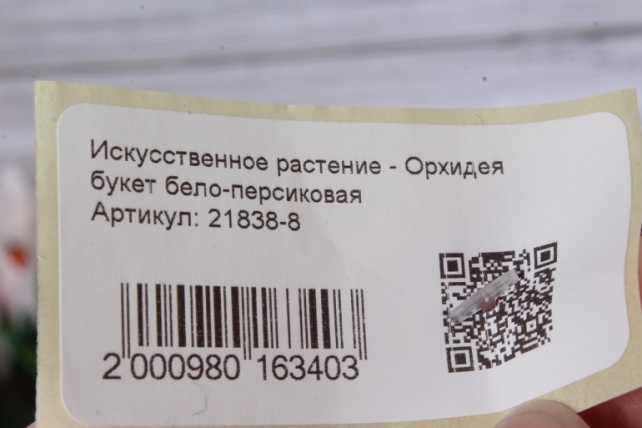 Искусственное растение - Орхидея
букет бело-персиковая
Артикул: 21838-8
2 000980 163403